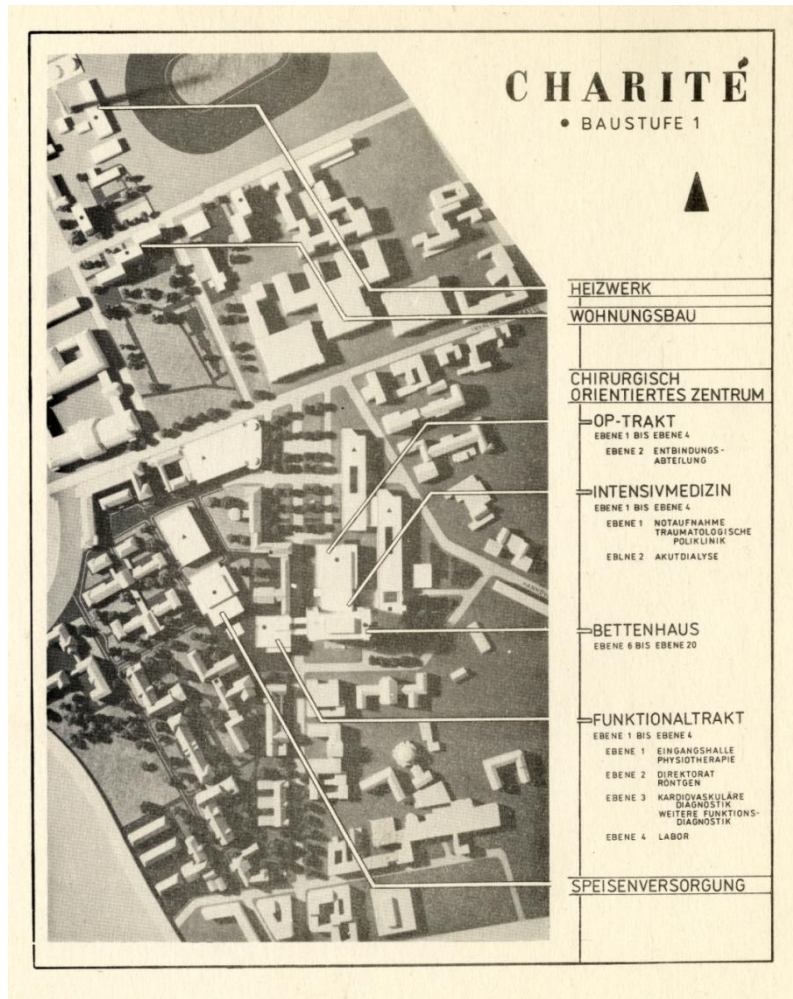 CHARITÉ
• BAUSTUFE 1
HEIZWERK
WOHNUNGSBAU
CHIRURGISCH
ORIENTIERTES ZENTRUM
OP-TRAKT
EBENE 1 BIS EBENE 4
EBENE 2 ENTBINDUNGS-
ABTEILUNG
INTENSIVMEDIZIN
EBENE 1 BIS EBENE 4
EBENE 1 NOTAUFNAHME
TRAUMATOLOGISCHE
POLIKLINIK
EBLNE 2 AKUTDIALYSE
BETTENHAUS
EBENE 6 BIS EBENE 20
FUNKTIONALTRAKT
EBENE 1 BIS EBENE 4
EBENE 1 EINGANGSHALLE
PHYSIOTHERAPIE
EBENE 2 DIREKTORAT
RÖNTGEN
EBENE 3 KARDIOVASKULÄRE
DIAGNOSTIK
WEITERE FUNKTIONS-
DIAGNOSTIK
EBENE 4 LABOR
SPEISENVERSORGUNG